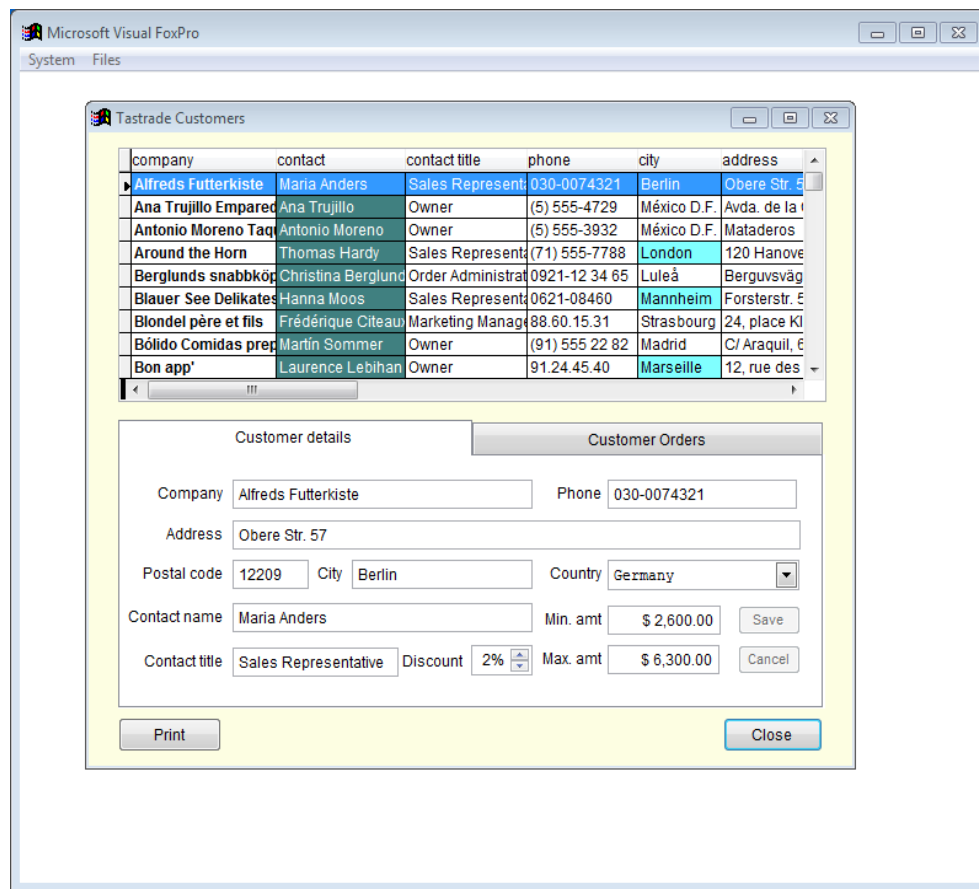 Microsoft Visual FoxPro
System Files
Tastrade Customers
company contact contact title phone city address
Alfreds Futterkiste Maria Anders Sales Represent 030-0074321 Berlin Obere Str. 5
Ana Trujillo Empared Ana Trujillo Owner (5) 555-4729 México D.F. Avda. de la
Antonio Moreno Taq Antonio Moreno Owner (5) 555-3932 México D.F. Mataderos
Around the Horn Thomas Hardy Sales Represent (71) 555-7788 London 120 Hanove
Berglunds snabbköp Christina Berglund Order Administrat 0921-12 34 65 Luleå Berguvsväg
Blauer See Delikates Hanna Moos Sales Represent 0621-08460 Mannheim Forsterstr. 5
Blondel père et fils Frédérique Citeau Marketing Manage 88.60.15.31 Strasbourg 24, place Kl
Bólido Comidas prep Martín Sommer Owner (91) 555 22 82 Madrid C/ Araquil, 6
Bon app' Laurence Lebihan Owner 91.24.45.40 Marseille 12, rue des
Customer details Customer Orders
Company Alfreds Futterkiste Phone 030-0074321
Address Obere Str. 57
Postal code 12209 City Berlin Country Germany
Contact name Maria Anders Min. amt $ 2,600.00 Save
Contact title Sales Representative Discount 2% Max. amt $ 6,300.00 Cancel
Print Close